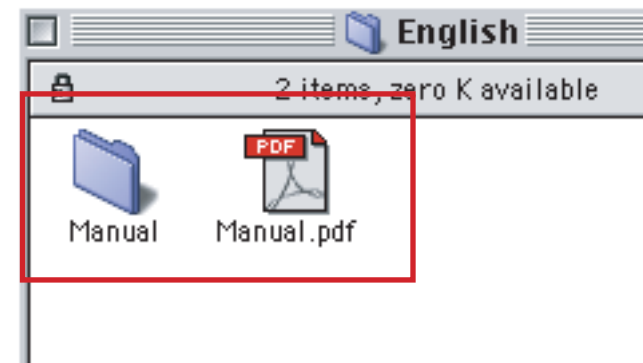 English
2 items, zero K available
PDF
Manual
Manual.pdf